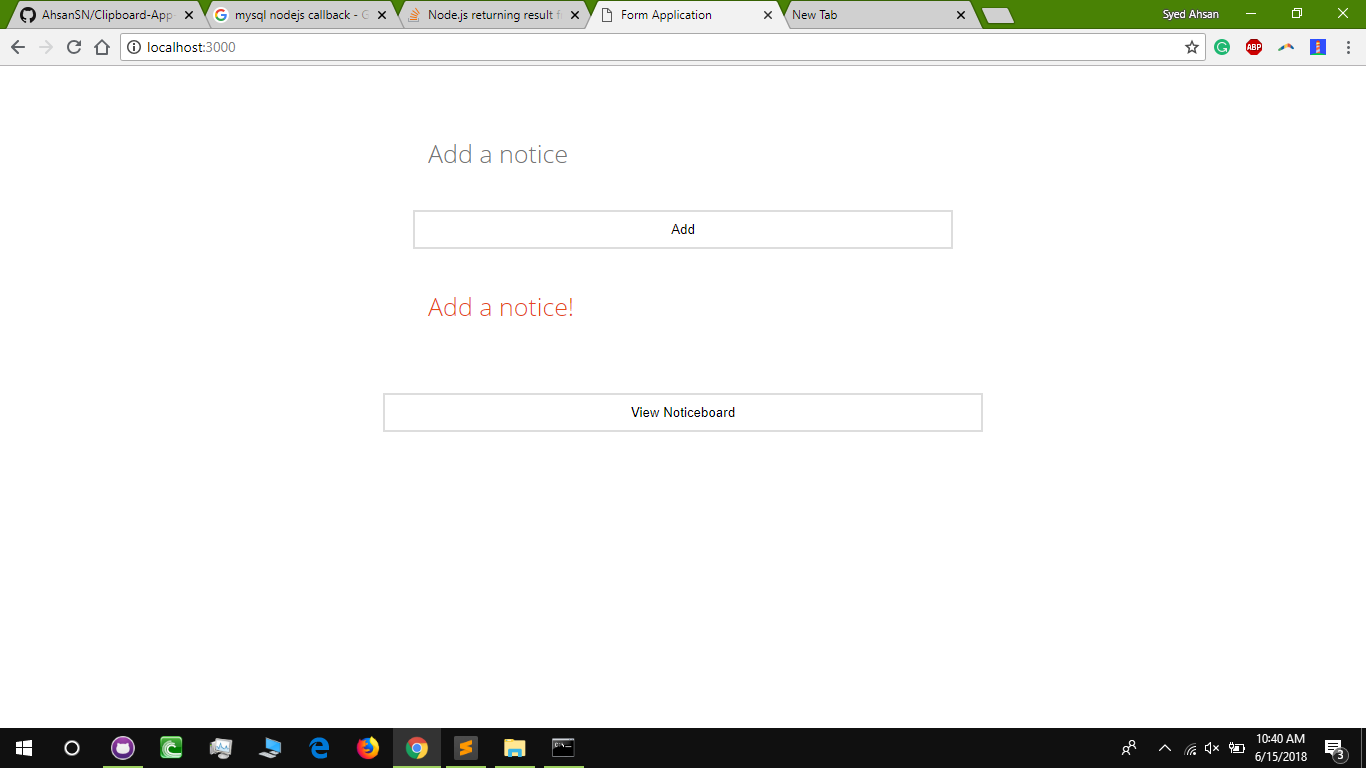 AhsanSN/Clipboard-App
mysql nodejs callback - G
Node.js returning result f
Form Application
New Tab
Syed Ahsan
localhost:3000
ABP
Add a notice
Add
Add a notice!
View Noticeboard
10:40 AM
6/15/2018
3